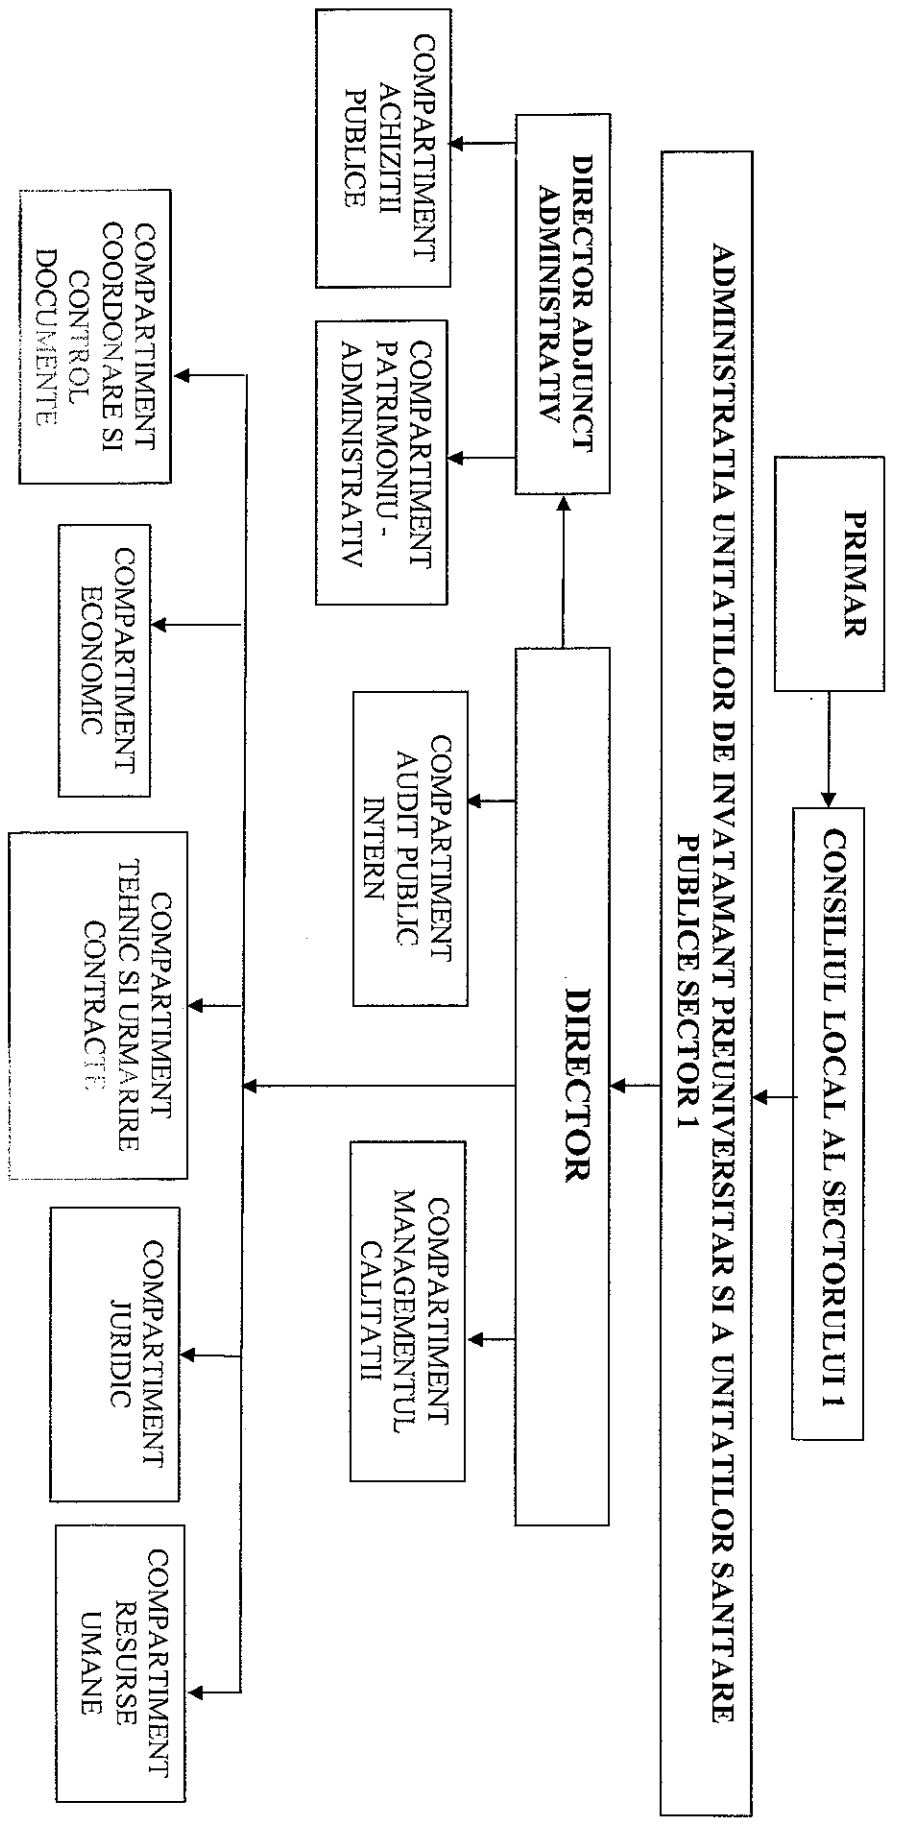 PRIMAR
CONSILIUL LOCAL AL SECTORULUI 1
ADMINISTRATIA UNITATILOR DE INVATAMANT PREUNIVERSITAR SI A UNITATILOR SANITARE
PUBLICE SECTOR 1
DIRECTOR ADJUNCT
ADMINISTRATIV
DIRECTOR
COMPARTIMENT
ACHIZITII
PUBLICE
COMPARTIMENT
PATRIMONIU -
ADMINISTRATIV
COMPARTIMENT
AUDIT PUBLIC
INTERN
COMPARTIMENT
MANAGEMENTUL
CALITATII
COMPARTIMENT
COORDONARE SI
CONTROL
DOCUMENTE
COMPARTIMENT
ECONOMIC
COMPARTIMENT
TEHNIC SI URMARIRE
CONTRACTE
COMPARTIMENT
JURIDIC
COMPARTIMENT
RESURSE
UMANE